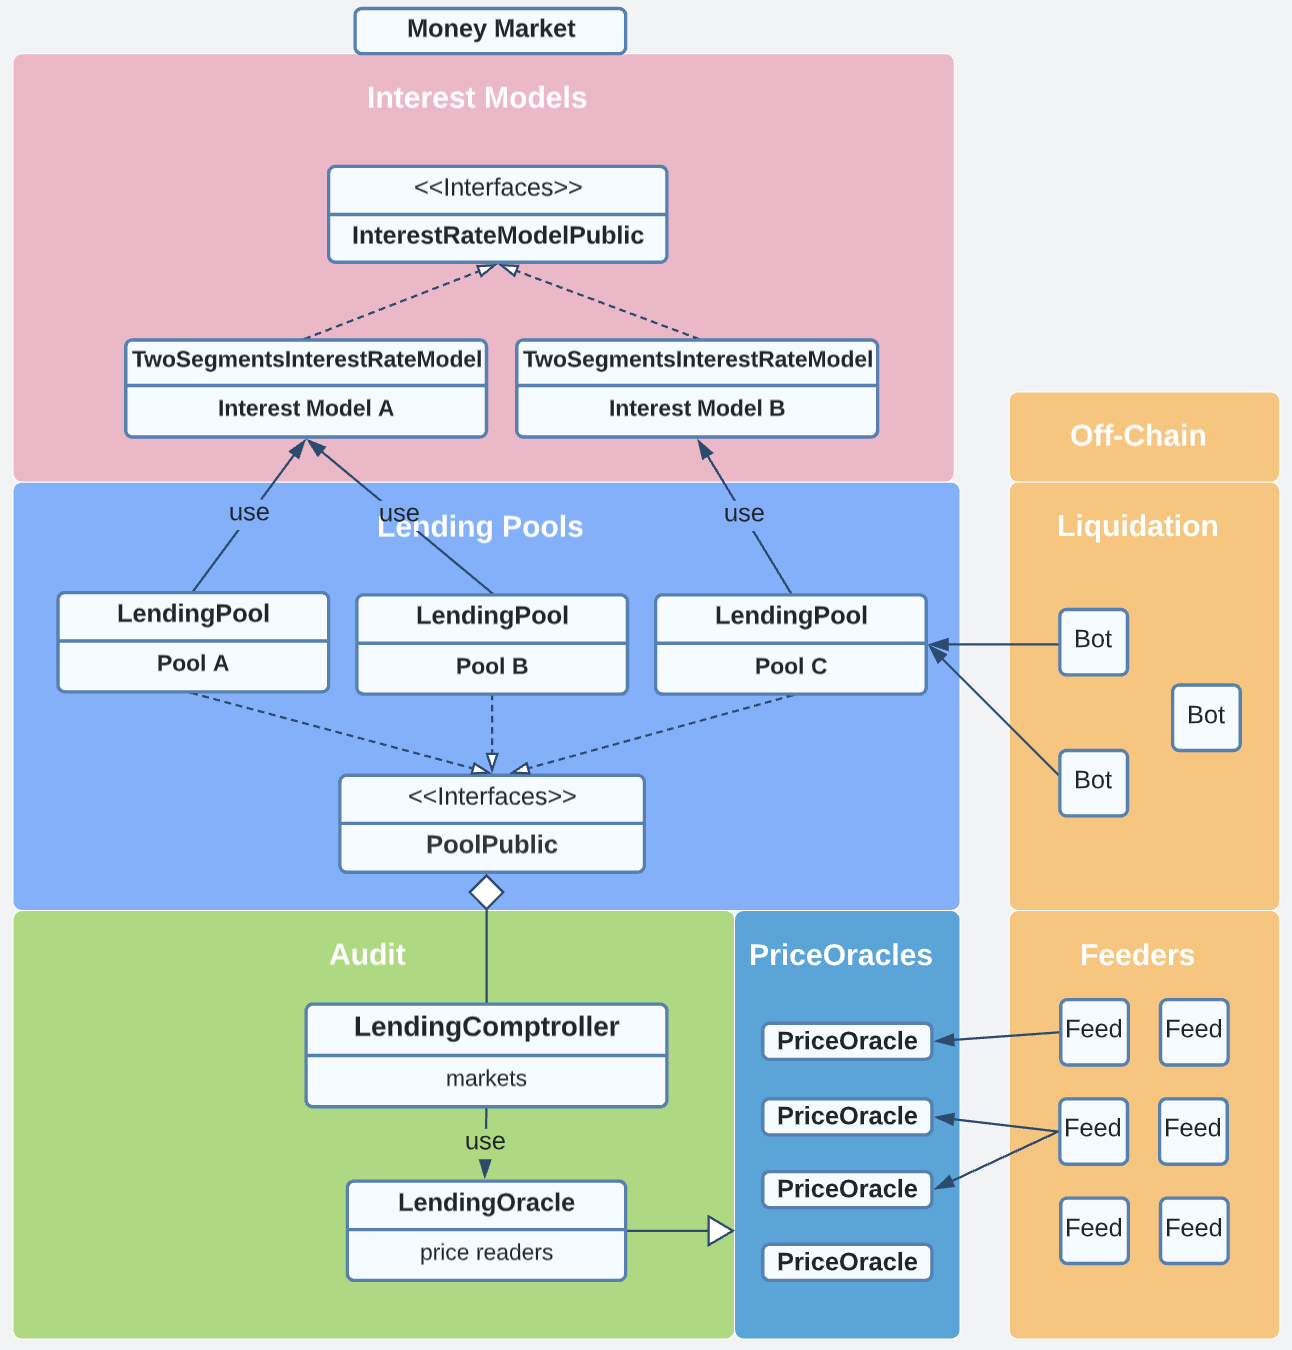 Money Market
Interest Models
<<Interfaces>>
InterestRateModelPublic
TwoSegmentsInterestRateModel
Interest Model A
TwoSegmentsInterestRateModel
Interest Model B
use
use
use
Lending Pools
LendingPool
Pool A
LendingPool
Pool B
LendingPool
Pool C
<<Interfaces>>
PoolPublic
Off-Chain
Liquidation
Bot
Bot
Bot
Audit
LendingComptroller
markets
use
LendingOracle
price readers
PriceOracles
PriceOracle
PriceOracle
PriceOracle
PriceOracle
Feeders
Feed
Feed
Feed
Feed
Feed
Feed